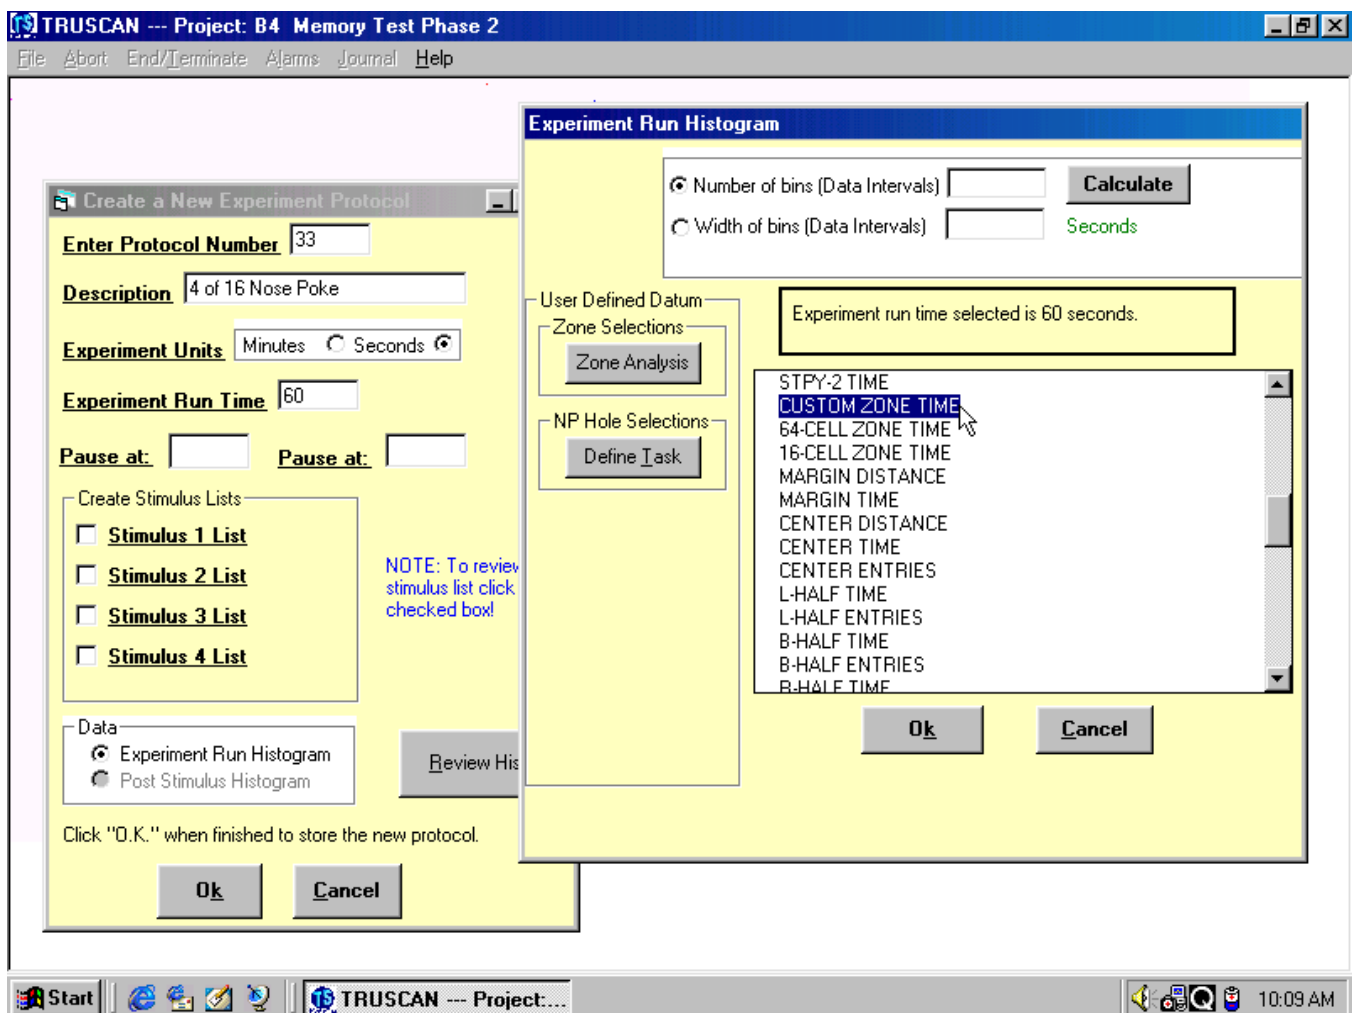 TRUSCAN --- Project: B4 Memory Test Phase 2
File Abort End/Terminate Alarms Journal Help
Create a New Experiment Protocol
Enter Protocol Number 33
Description 4 of 16 Nose Poke
Experiment Units Minutes Seconds
Experiment Run Time 60
Pause at: Pause at:
Create Stimulus Lists
Stimulus 1 List
Stimulus 2 List
Stimulus 3 List
Stimulus 4 List
NOTE: To review
stimulus list click
checked box!
Data
Experiment Run Histogram
Post Stimulus Histogram
Review His
Click "O.K." when finished to store the new protocol.
Ok Cancel
Experiment Run Histogram
Number of bins (Data Intervals) Calculate
Width of bins (Data Intervals) Seconds
User Defined Datum
Zone Selections
Zone Analysis
NP Hole Selections
Define Task
Experiment run time selected is 60 seconds.
STPY-2 TIME
CUSTOM ZONE TIME
64-CELL ZONE TIME
16-CELL ZONE TIME
MARGIN DISTANCE
MARGIN TIME
CENTER DISTANCE
CENTER TIME
CENTER ENTRIES
L-HALF TIME
L-HALF ENTRIES
B-HALF TIME
B-HALF ENTRIES
R-HALF TIME
Ok Cancel
Start TRUSCAN --- Project:... 10:09 AM